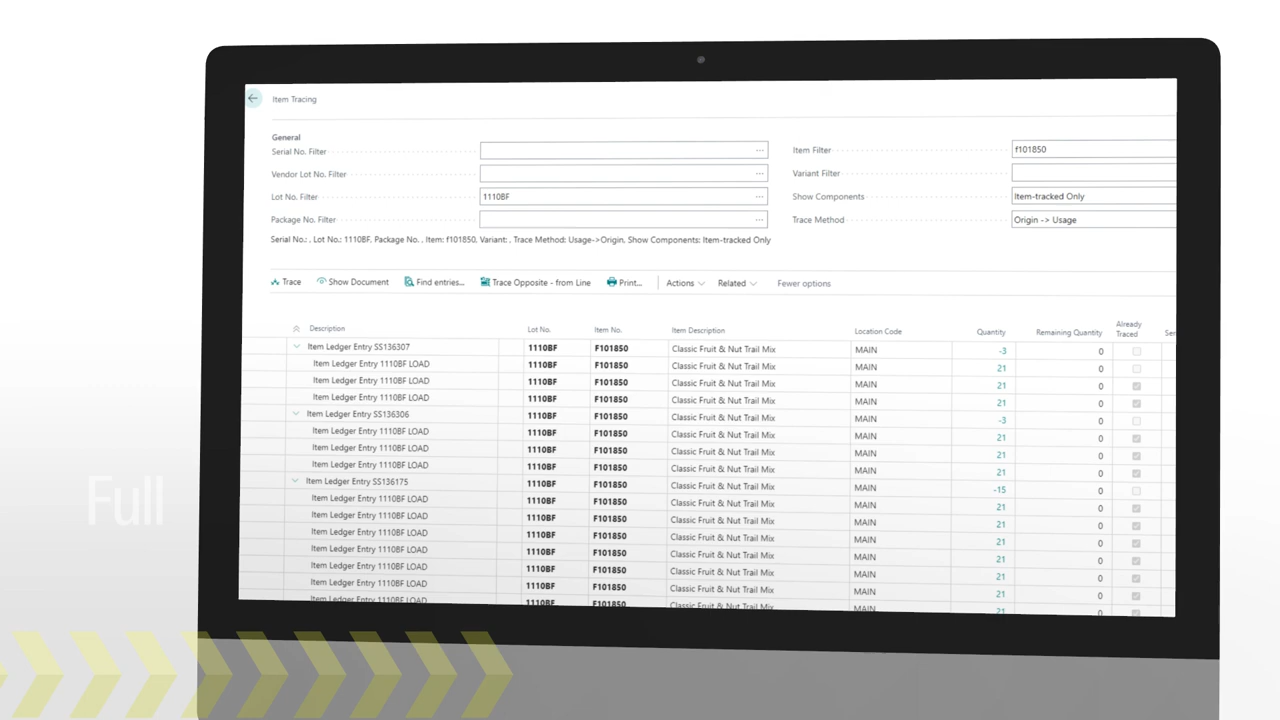 Item Tracing
General
Serial No. Filter ... Item Filter f101850
Vendor Lot No. Filter ... Variant Filter
Lot No. Filter 1110BF ... Show Components Item-tracked Only
Package No. Filter ... Trace Method Origin -> Usage
Serial No.: , Lot No.: 1110BF, Package No. , Item: f101850, Variant: , Trace Method: Usage->Origin, Show Components: Item-tracked Only
Trace Show Document Find entries... Trace Opposite - from Line Print... Actions Related Fewer options
Description Lot No. Item No. Item Description Location Code Quantity Remaining Quantity Already Traced
Item Ledger Entry SS136307 1110BF F101850 Classic Fruit & Nut Trail Mix MAIN -3 0
Item Ledger Entry 1110BF LOAD 1110BF F101850 Classic Fruit & Nut Trail Mix MAIN 21 0
Item Ledger Entry 1110BF LOAD 1110BF F101850 Classic Fruit & Nut Trail Mix MAIN 21 0
Item Ledger Entry 1110BF LOAD 1110BF F101850 Classic Fruit & Nut Trail Mix MAIN 21 0
Item Ledger Entry SS136306 1110BF F101850 Classic Fruit & Nut Trail Mix MAIN -3 0
Item Ledger Entry 1110BF LOAD 1110BF F101850 Classic Fruit & Nut Trail Mix MAIN 21 0
Item Ledger Entry 1110BF LOAD 1110BF F101850 Classic Fruit & Nut Trail Mix MAIN 21 0
Item Ledger Entry 1110BF LOAD 1110BF F101850 Classic Fruit & Nut Trail Mix MAIN 21 0
Item Ledger Entry SS136175 1110BF F101850 Classic Fruit & Nut Trail Mix MAIN -15 0
Item Ledger Entry 1110BF LOAD 1110BF F101850 Classic Fruit & Nut Trail Mix MAIN 21 0
Item Ledger Entry 1110BF LOAD 1110BF F101850 Classic Fruit & Nut Trail Mix MAIN 21 0
Item Ledger Entry 1110BF LOAD 1110BF F101850 Classic Fruit & Nut Trail Mix MAIN 21 0
Item Ledger Entry 1110BF LOAD 1110BF F101850 Classic Fruit & Nut Trail Mix MAIN 21 0
Item Ledger Entry 1110BF LOAD 1110BF F101850 Classic Fruit & Nut Trail Mix MAIN 21 0
Item Ledger Entry 1110BF LOAD 1110BF F101850 Classic Fruit & Nut Trail Mix MAIN 21 0
Item Ledger Entry 1110BF LOAD 1110BF F101850 Classic Fruit & Nut Trail Mix MAIN 21 0
Full